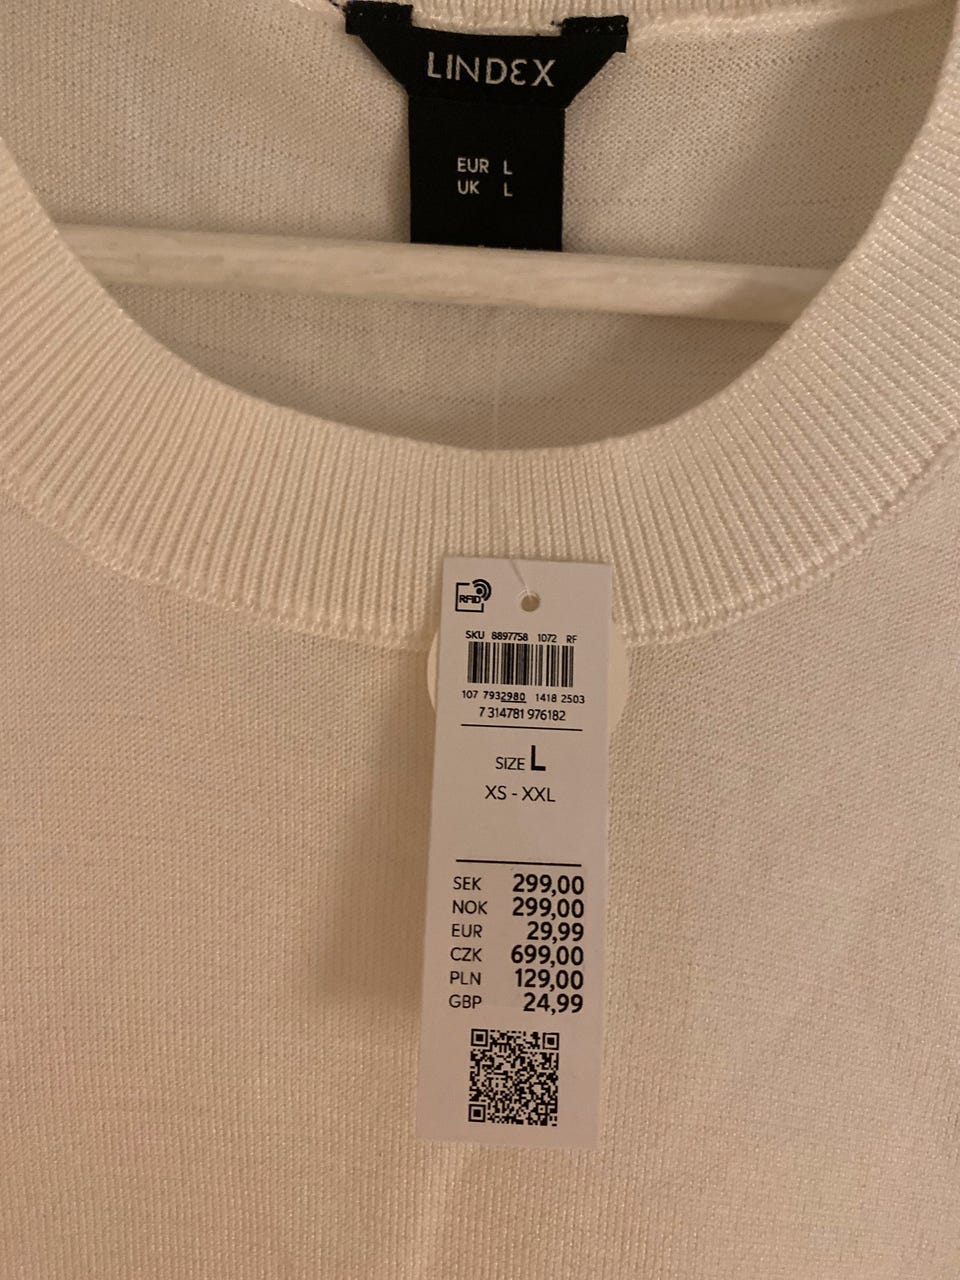 LINDEX
EUR L
UK L
RFID
SKU 8897758 1072 RF
107 7932980 1418 2503
7 314781 976182
SIZE L
XS - XXL
SEK 299,00
NOK 299,00
EUR 29,99
CZK 699,00
PLN 129,00
GBP 24,99